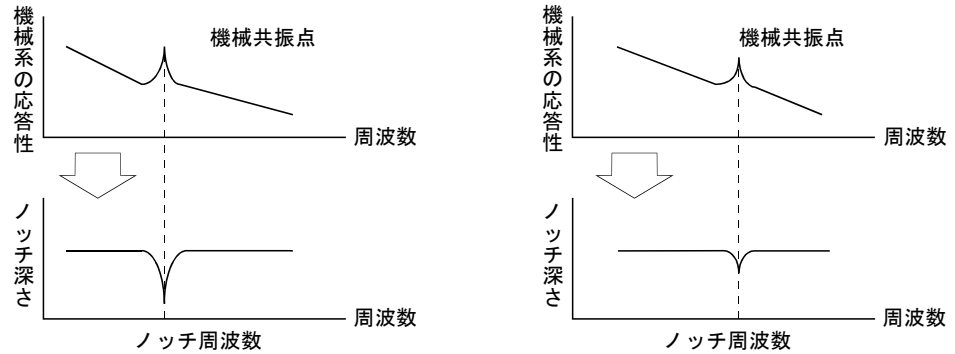 機械系の応答性
機械共振点
周波数
ノッチ深さ
周波数
ノッチ周波数
機械系の応答性
機械共振点
周波数
ノッチ深さ
周波数
ノッチ周波数